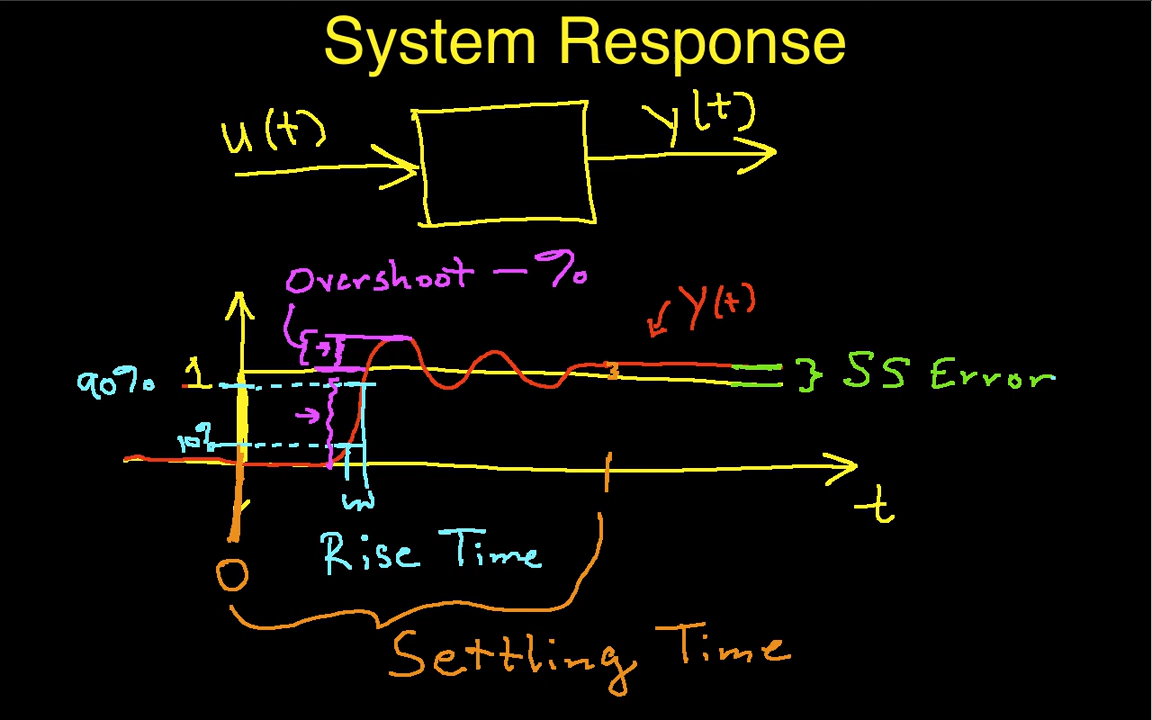 System Response
u(t)
y(t)
Overshoot - %
y(t)
90%
1
} SS Error
10%
t
Rise Time
0
Settling Time